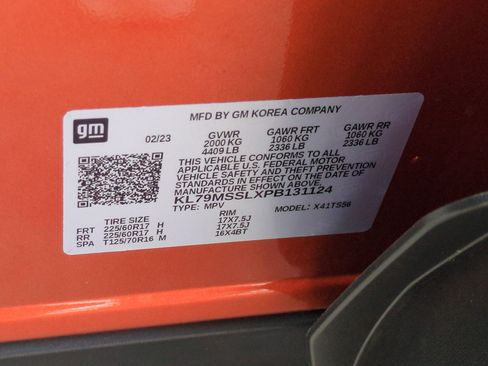 MFD BY GM KOREA COMPANY
gm
02/23 GVWR GAWR FRT GAWR RR
2000 KG 1060 KG 1060 KG
4409 LB 2336 LB 2336 LB
THIS VEHICLE CONFORMS TO ALL
APPLICABLE U.S. FEDERAL MOTOR
VEHICLE SAFETY AND THEFT PREVENTION
STANDARDS IN EFFECT ON THE DATE OF
MANUFACTURE SHOWN ABOVE.
KL79MSSLXPB131124
TYPE: MPV MODEL: X41TS56
TIRE SIZE RIM
FRT 225/60R17 H 17X7.5J
RR 225/60R17 H 17X7.5J
SPA T125/70R16 M 16X4BT